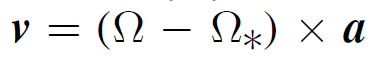 v = (Ω − Ω∗) × a